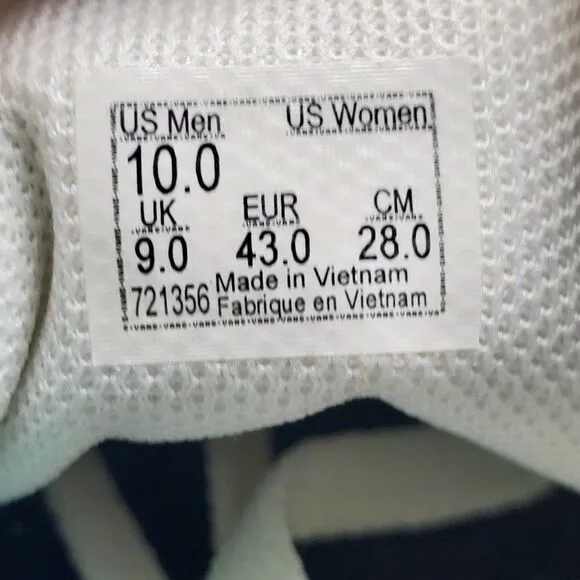 US Men US Women
10.0
UK EUR CM
9.0 43.0 28.0
721356 Made in Vietnam
Fabrique en Vietnam